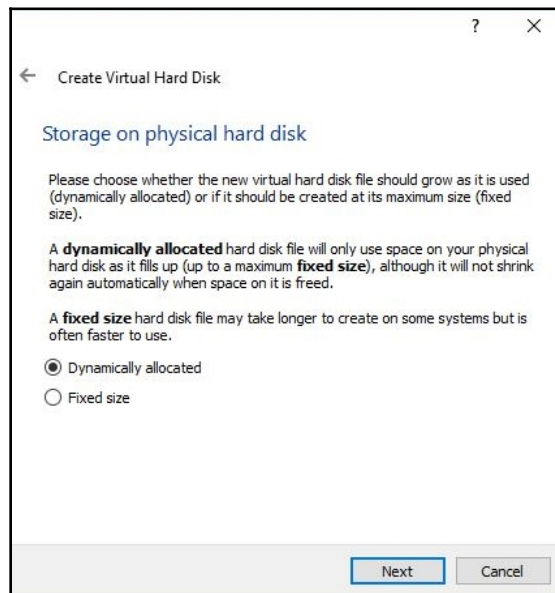 ?
Create Virtual Hard Disk
Storage on physical hard disk
Please choose whether the new virtual hard disk file should grow as it is used
(dynamically allocated) or if it should be created at its maximum size (fixed
size).
A dynamically allocated hard disk file will only use space on your physical
hard disk as it fills up (up to a maximum fixed size), although it will not shrink
again automatically when space on it is freed.
A fixed size hard disk file may take longer to create on some systems but is
often faster to use.
Dynamically allocated
Fixed size
Next Cancel